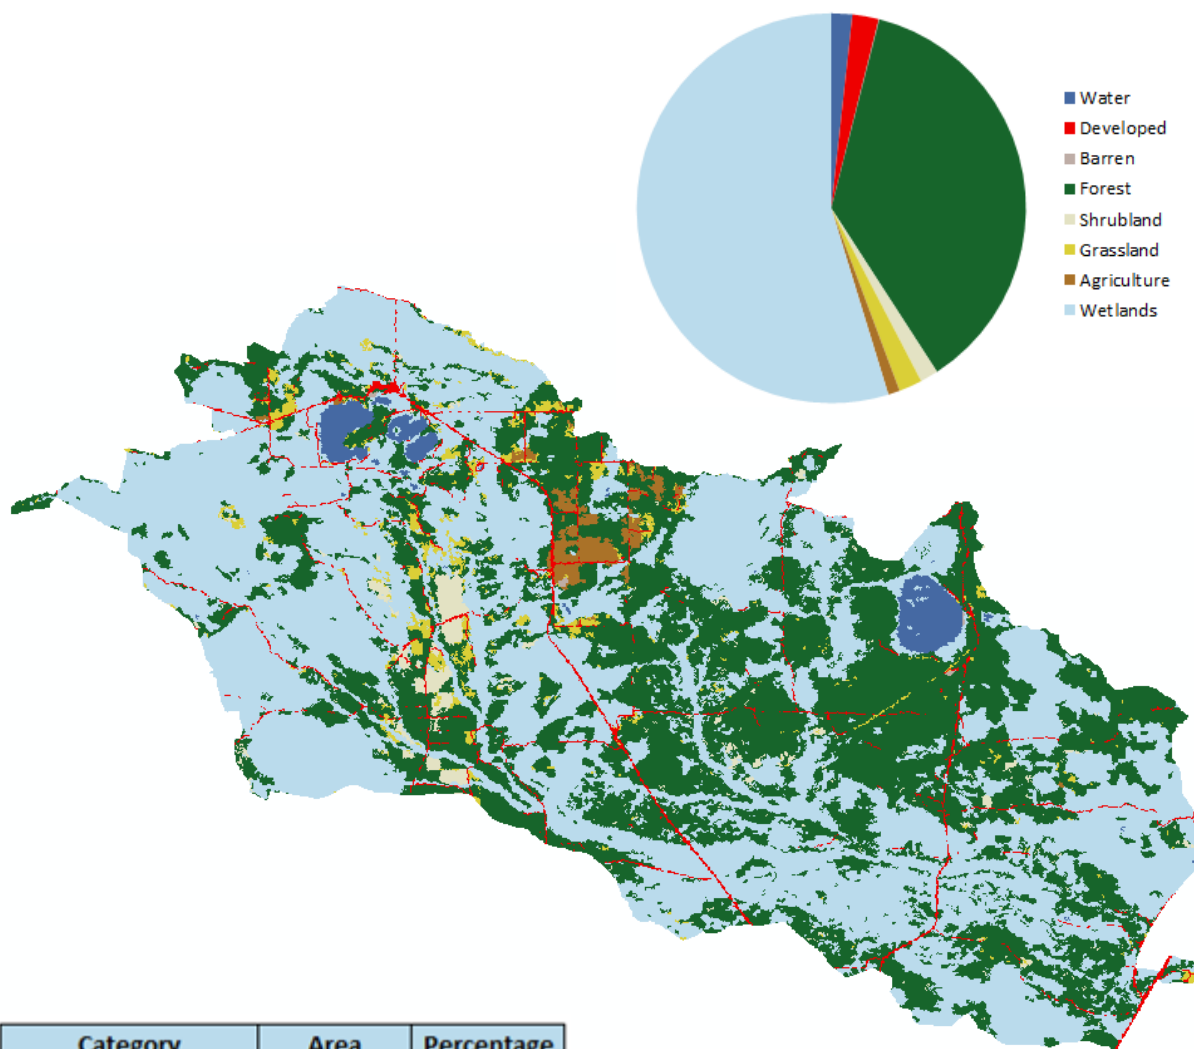 Water
Developed
Barren
Forest
Shrubland
Grassland
Agriculture
Wetlands
Category Area Percentage